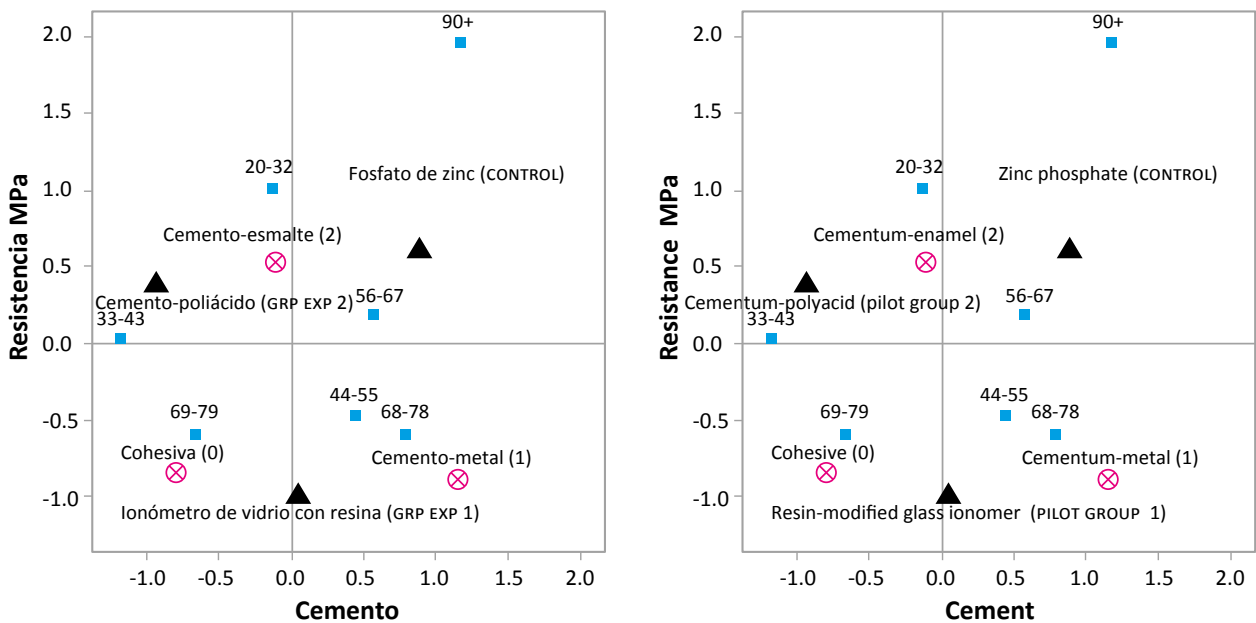 90+
2.0
1.5
20-32
Fosfato de zinc (CONTROL)
1.0
Cemento-esmalte (2)
0.5
Cemento-poliácido (GRP EXP 2)
56-67
33-43
0.0
44-55
69-79
68-78
-0.5
Cohesiva (0)
Cemento-metal (1)
-1.0
Ionómetro de vidrio con resina (GRP EXP 1)
Resistencia MPa
-1.0 -0.5 0.0 0.5 1.0 1.5 2.0
Cemento
90+
2.0
1.5
20-32
Zinc phosphate (CONTROL)
1.0
Cementum-enamel (2)
0.5
Cementum-polyacid (pilot group 2)
56-67
33-43
0.0
44-55
69-79
68-78
-0.5
Cohesive (0)
Cementum-metal (1)
-1.0
Resin-modified glass ionomer (PILOT GROUP 1)
Resistance MPa
-1.0 -0.5 0.0 0.5 1.0 1.5 2.0
Cement